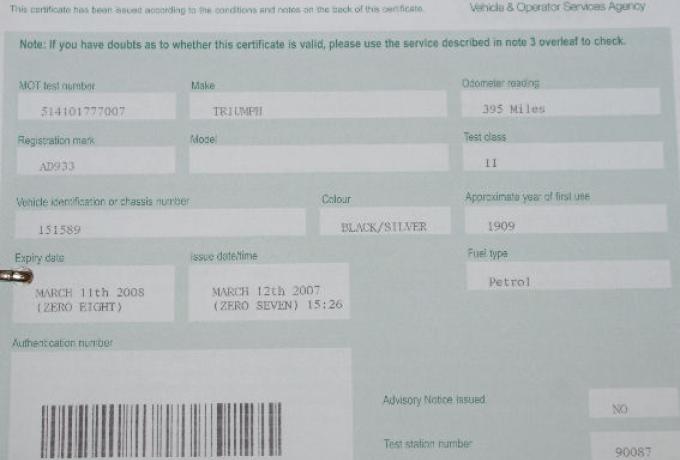 This certificate has been issued according to the conditions and notes on the back of this certificate.
Vehicle & Operator Services Agency
Note: If you have doubts as to whether this certificate is valid, please use the service described in note 3 overleaf to check.
MOT test number
Make
Odometer reading
514101777007
TRIUMPH
395 Miles
Registration mark
Model
Test class
AD933
II
Vehicle identification or chassis number
Colour
Approximate year of first use
151589
BLACK/SILVER
1909
Expiry date
Issue date/time
Fuel type
MARCH 11th 2008
(ZERO EIGHT)
MARCH 12th 2007
(ZERO SEVEN) 15:26
Petrol
Authentication number
Advisory Notice Issued
NO
Test station number
90087